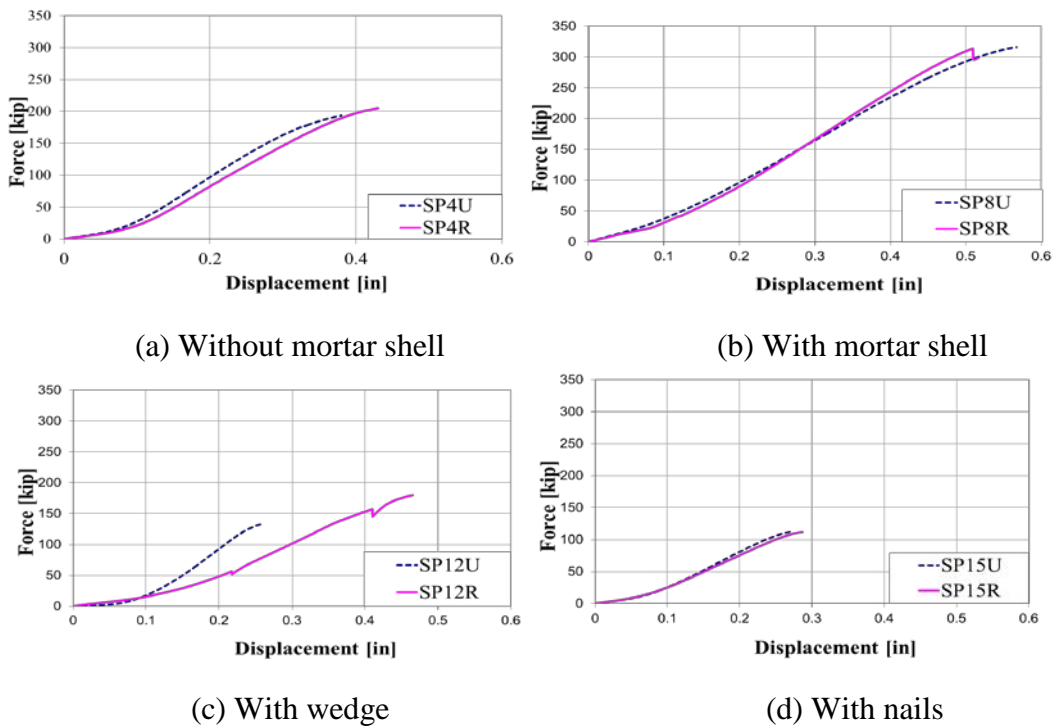 350
300
250
200
150
100
50
0
Force [kip]
SP4U
SP4R
0 0.2 0.4 0.6
Displacement [in]
(a) Without mortar shell
350
300
250
200
150
100
50
0
Force [kip]
SP8U
SP8R
0 0.1 0.2 0.3 0.4 0.5 0.6
Displacement [in]
(b) With mortar shell
350
300
250
200
150
100
50
0
Force [kip]
SP12U
SP12R
0 0.1 0.2 0.3 0.4 0.5 0.6
Displacement [in]
(c) With wedge
350
300
250
200
150
100
50
0
Force [kip]
SP15U
SP15R
0 0.1 0.2 0.3 0.4 0.5 0.6
Displacement [in]
(d) With nails